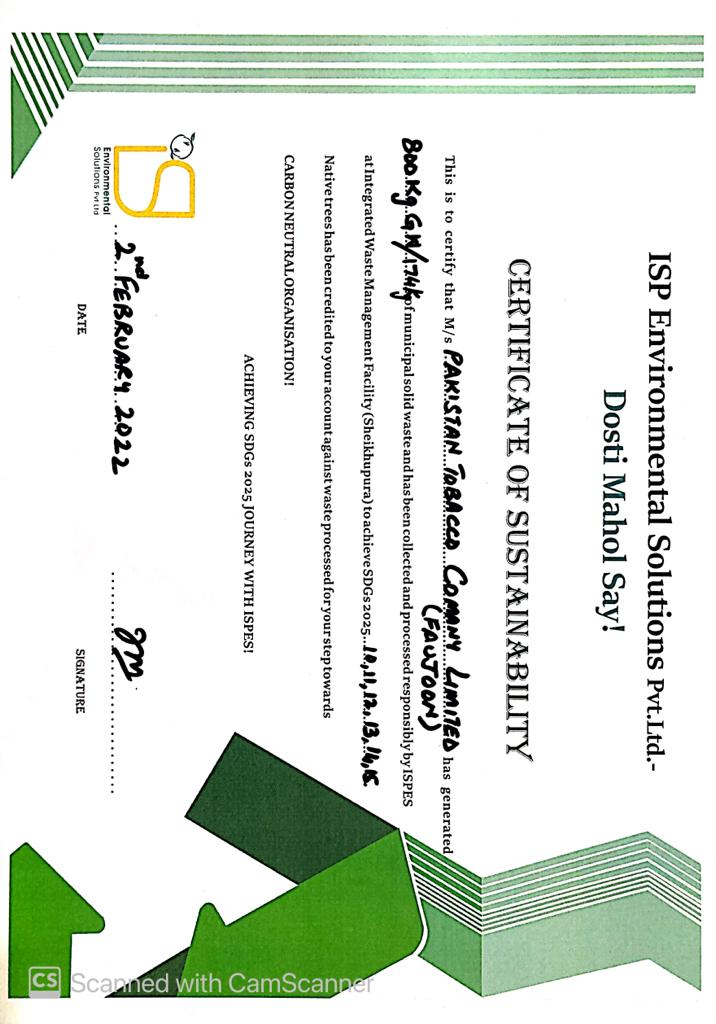 ISP Environmental Solutions Pvt.Ltd.-
Dosti Mahol Say!
CERTIFICATE OF SUSTAINABILITY
This is to certify that M/s PAKISTAN TOBACCO COMANY LIMITED has generated
(FAUJOON)
800.Kg G.W/174kg of municipal solid waste and has been collected and processed responsibly by ISPES
at Integrated Waste Management Facility (Sheikhupura) to achieve SDGs 2025...10,11,12,13,14,15.
Native trees has been credited to your account against waste processed for your step towards
CARBON NEUTRAL ORGANISATION!
ACHIEVING SDGs 2025 JOURNEY WITH ISPES!
Environmental
Solutions Pvt Ltd
2nd FEBRUARY 2022
DATE
SIGNATURE
CS Scanned with CamScanner